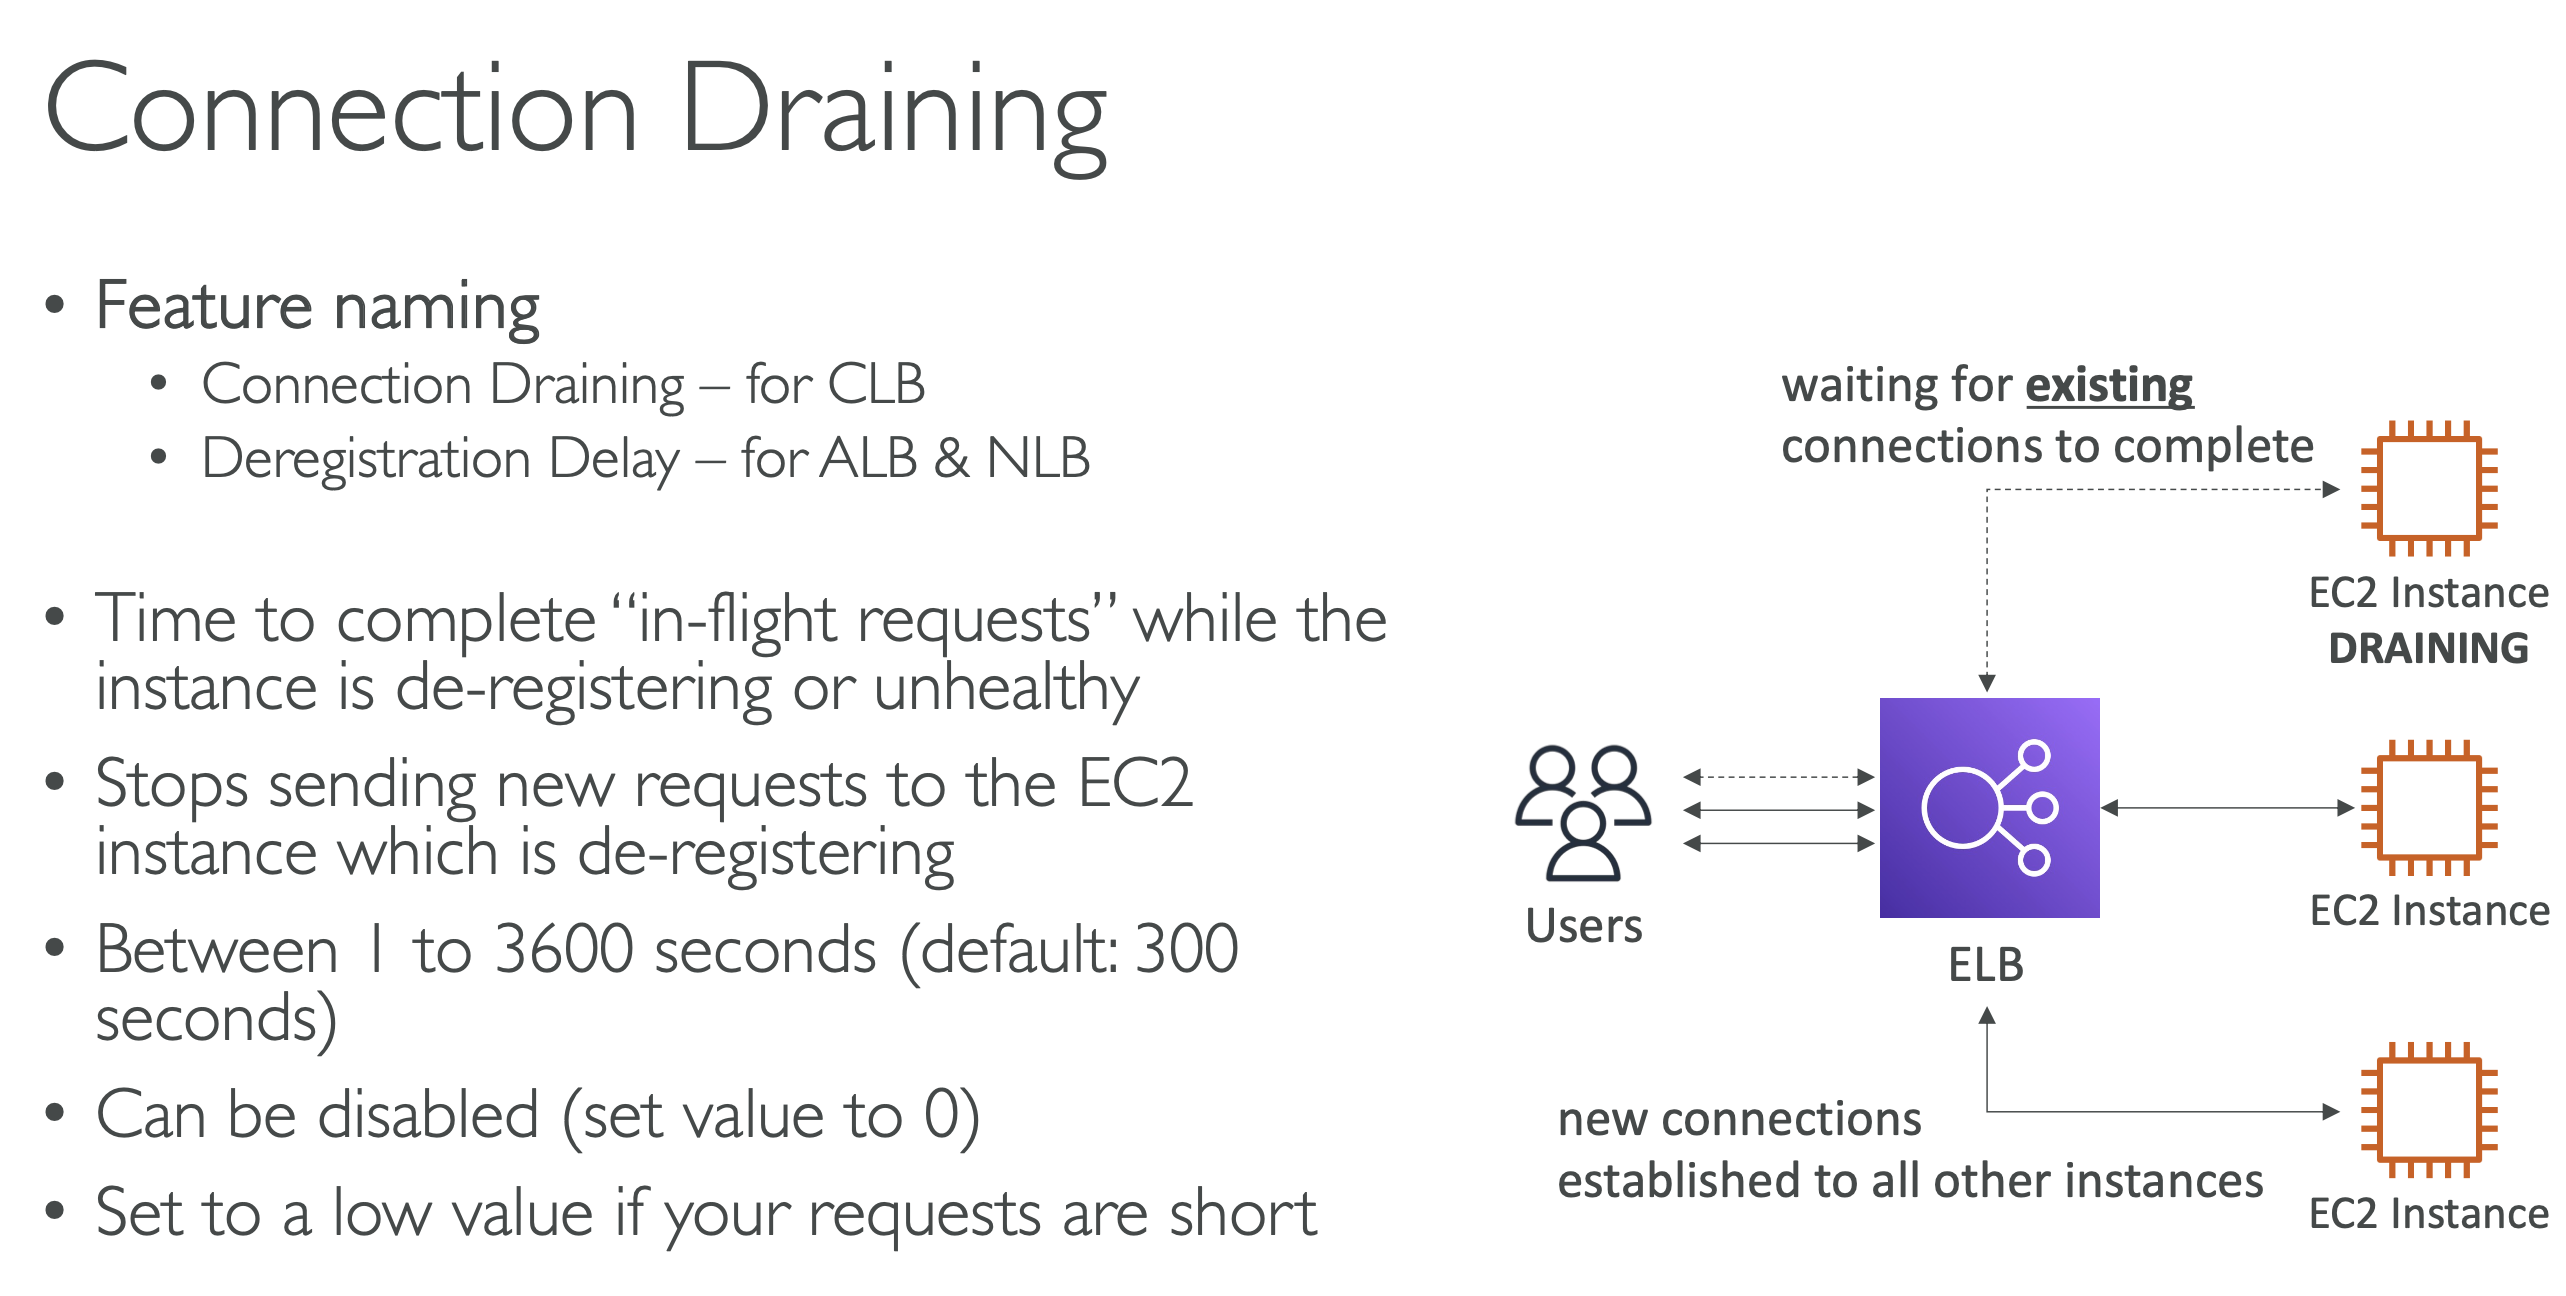 Connection Draining
• Feature naming
• Connection Draining – for CLB
• Deregistration Delay – for ALB & NLB
• Time to complete “in-flight requests” while the
instance is de-registering or unhealthy
• Stops sending new requests to the EC2
instance which is de-registering
• Between 1 to 3600 seconds (default: 300
seconds)
• Can be disabled (set value to 0)
• Set to a low value if your requests are short
waiting for existing
connections to complete
EC2 Instance
DRAINING
Users
ELB
EC2 Instance
new connections
established to all other instances
EC2 Instance